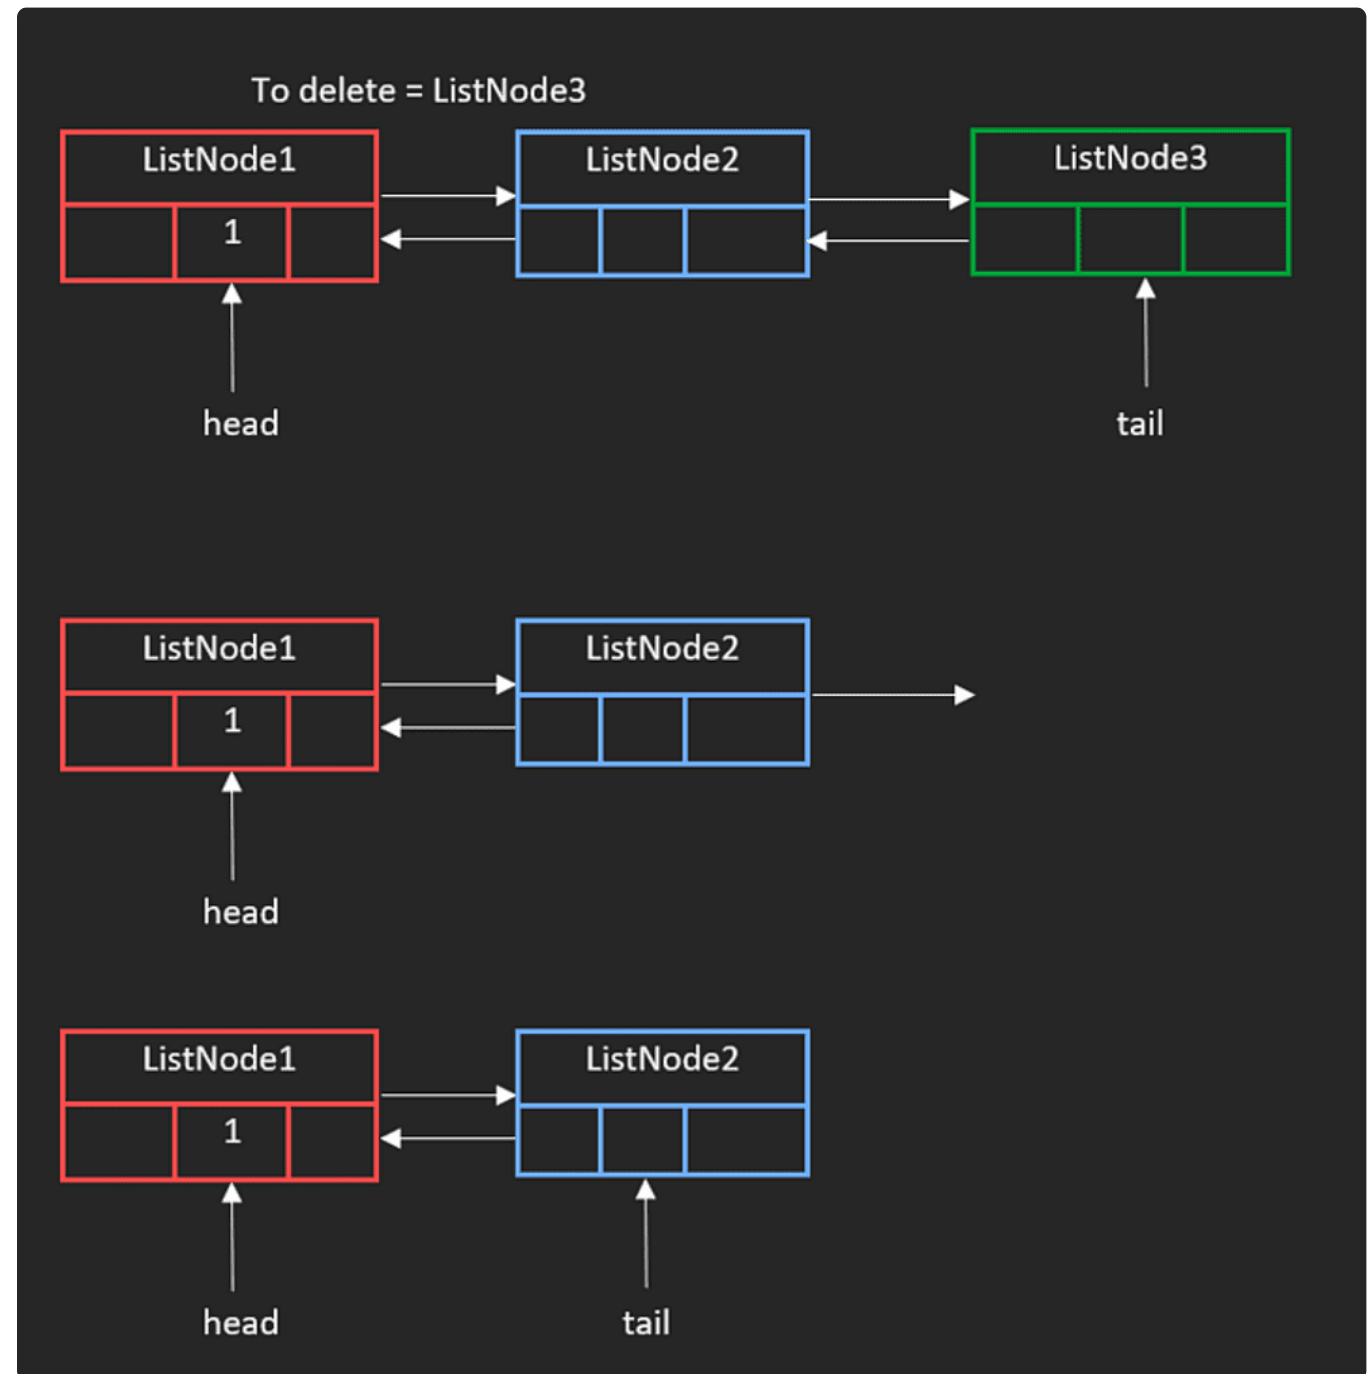 To delete = ListNode3
ListNode1 ListNode2 ListNode3
1
head tail
ListNode1 ListNode2
1
head
ListNode1 ListNode2
1
head tail